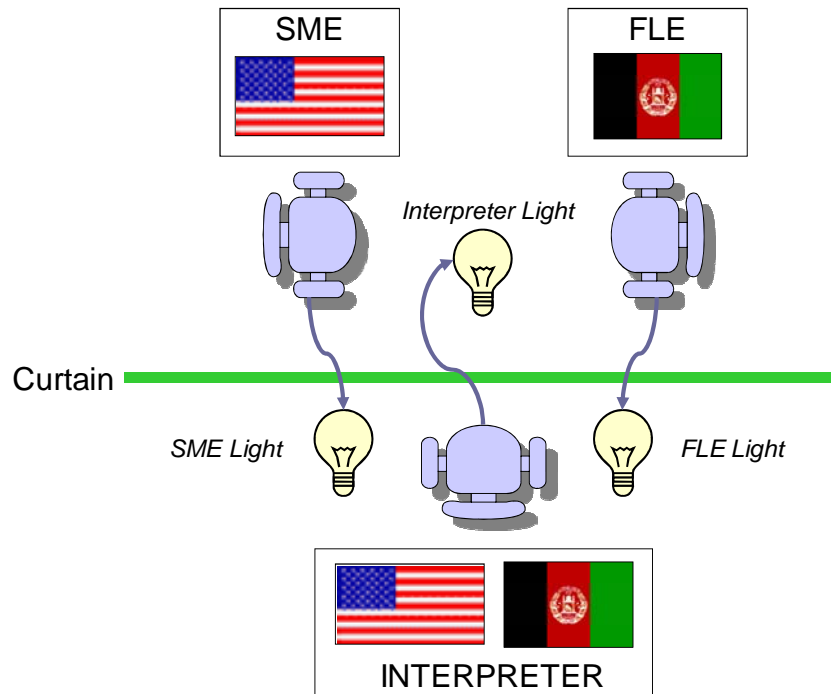 SME
FLE
Interpreter Light
Curtain
SME Light
FLE Light
INTERPRETER